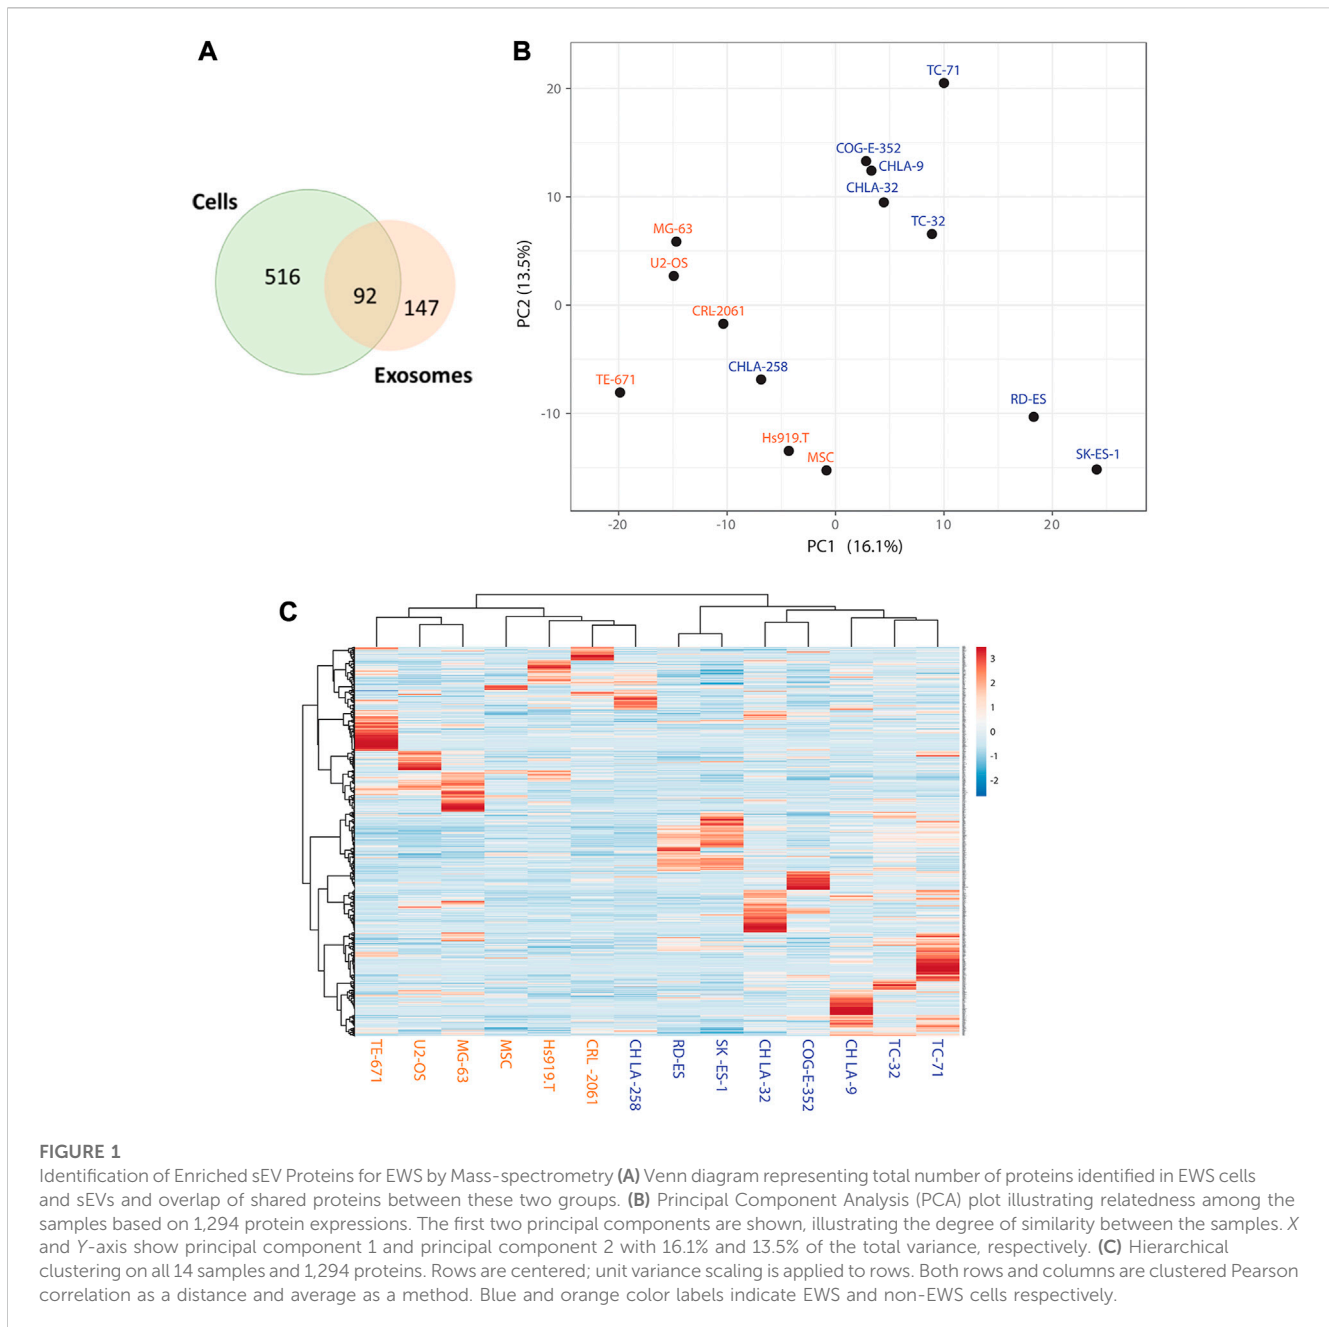 A
Cells
516
92
147
Exosomes
B
PC2 (13.5%)
20
10
0
-10
TC-71
COG-E-352
CHLA-9
CHLA-32
TC-32
MG-63
U2-OS
CRL-2061
CHLA-258
TE-671
RD-ES
Hs919.T
MSC
SK-ES-1
-20
-10
0
10
20
PC1 (16.1%)
C
3
2
1
0
-1
-2
TE-671
U2-OS
MG-63
MSC
Hs919.T
CRL -2061
CH LA-258
RD-ES
SK -ES-1
CH LA-32
COG-E-352
CH LA-9
TC-32
TC-71
FIGURE 1
Identification of Enriched sEV Proteins for EWS by Mass-spectrometry (A) Venn diagram representing total number of proteins identified in EWS cells
and sEVs and overlap of shared proteins between these two groups. (B) Principal Component Analysis (PCA) plot illustrating relatedness among the
samples based on 1,294 protein expressions. The first two principal components are shown, illustrating the degree of similarity between the samples. X
and Y-axis show principal component 1 and principal component 2 with 16.1% and 13.5% of the total variance, respectively. (C) Hierarchical
clustering on all 14 samples and 1,294 proteins. Rows are centered; unit variance scaling is applied to rows. Both rows and columns are clustered Pearson
correlation as a distance and average as a method. Blue and orange color labels indicate EWS and non-EWS cells respectively.